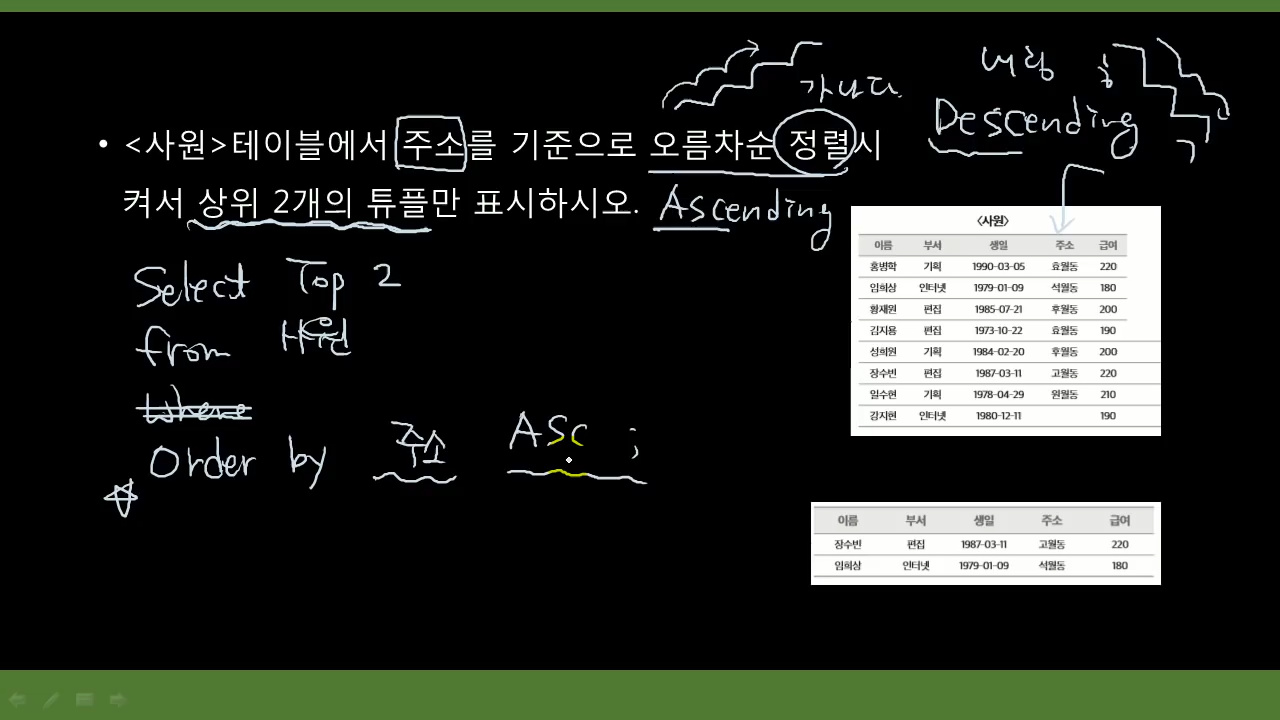 가나다.
내림
ㅎ
Descending
ㄱ
• <사원>테이블에서 주소를 기준으로 오름차순 정렬시
켜서 상위 2개의 튜플만 표시하시오.
Ascending
Select Top 2
from 사원
Where
Order by 주소 ASC ;
<사원>
이름 부서 생일 주소 급여
홍병학 기획 1990-03-05 효월동 220
임희상 인터넷 1979-01-09 석월동 180
황재원 편집 1985-07-21 후월동 200
김지용 편집 1973-10-22 효월동 190
성희원 기획 1984-02-20 후월동 200
장수빈 편집 1987-03-11 고월동 220
일수현 기획 1978-04-29 원월동 210
강지현 인터넷 1980-12-11 190
이름 부서 생일 주소 급여
장수빈 편집 1987-03-11 고월동 220
임희상 인터넷 1979-01-09 석월동 180